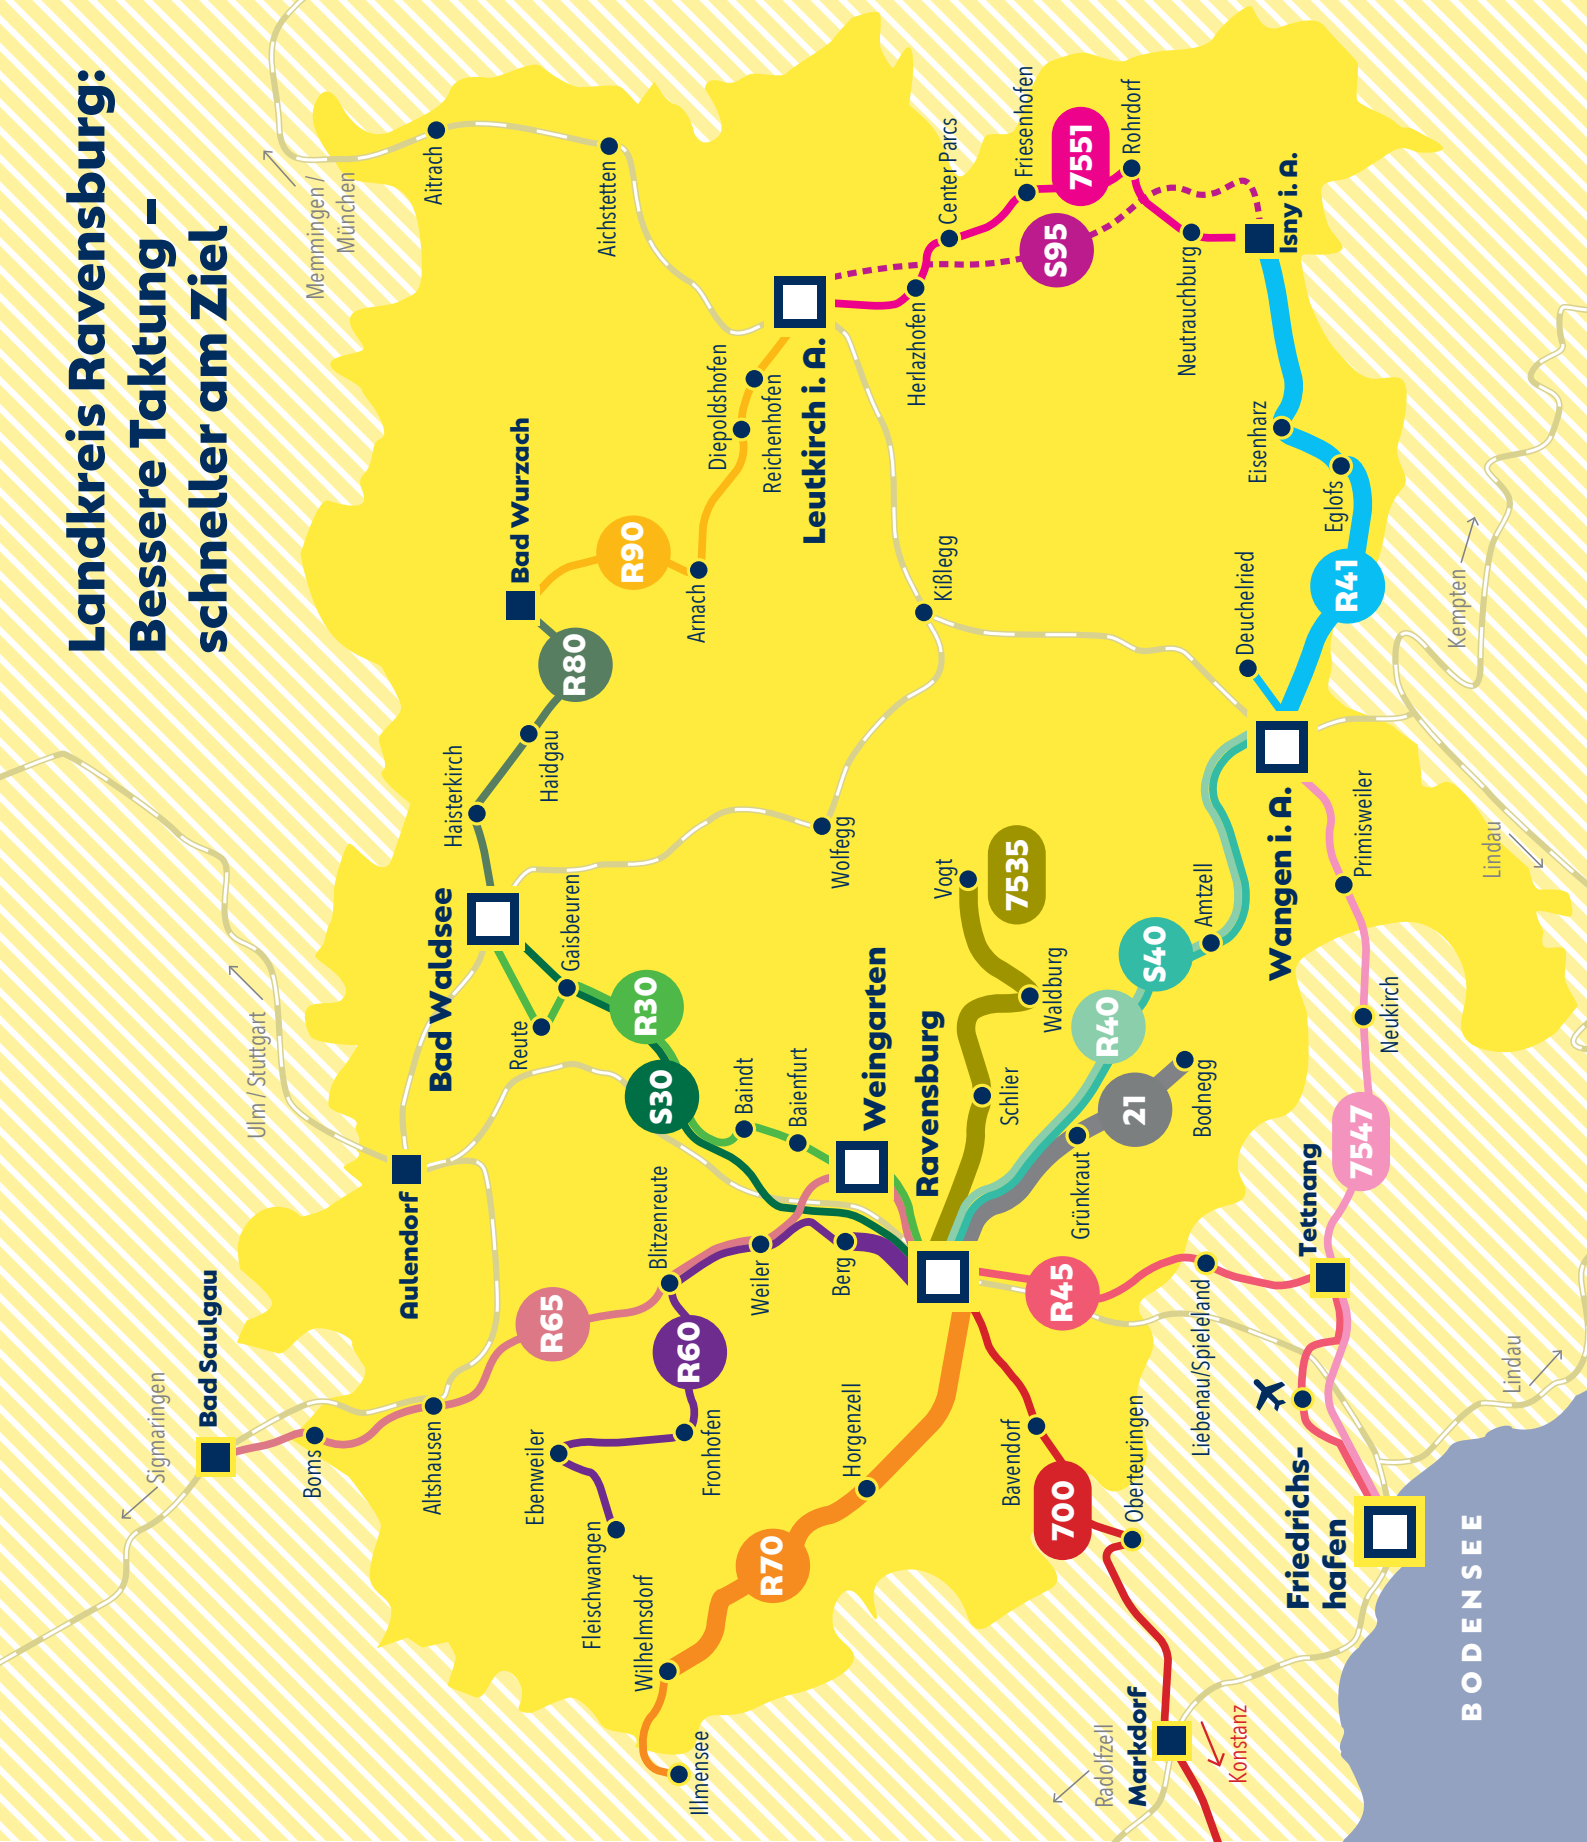 Landkreis Ravensburg:
Bessere Taktung –
schneller am Ziel
Sigmaringen
Bad Saulgau
Boms
Altshausen
Aulendorf
Ulm / Stuttgart
Memmingen /
München
Aitrach
Aichstetten
Bad Waldsee
Haisterkirch
Haidgau
R80
Bad Wurzach
R90
Arnach
Diepoldshofen
Reichenhofen
Leutkirch i. A.
Reute
Gaisbeuren
R30
S30
Baindt
Baienfurt
Weingarten
Ravensburg
R65
Blitzenreute
R60
Weiler
Berg
Fronhofen
Ebenweiler
Fleischwangen
Wilhelmsdorf
Illmensee
R70
Horgenzell
Wolfegg
Kißlegg
Herlazhofen
Center Parcs
Friesenhofen
7551
Rohrdorf
S95
Neutrauchburg
Isny i. A.
Eisenharz
Eglofs
R41
Deuchelried
Kempten
Wangen i. A.
Vogt
7535
Waldburg
Schlier
S40
Amtzell
R40
21
Bodnegg
Grünkraut
Primisweiler
Lindau
Neukirch
7547
Tettnang
R45
Liebenau/Spieleland
Lindau
Bavendorf
700
Oberteuringen
Friedrichs-
hafen
Markdorf
Radolfzell
Konstanz
BODENSEE